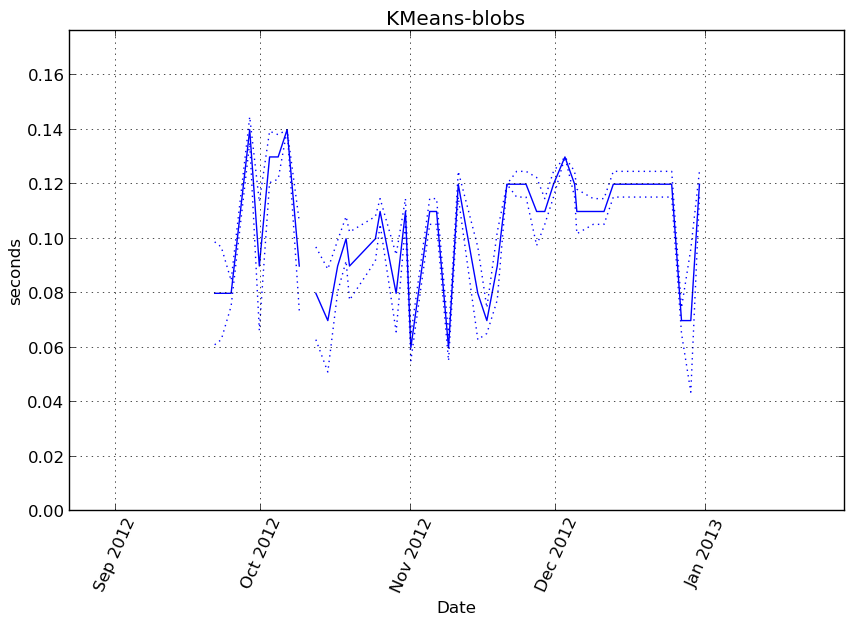 KMeans-blobs
0.16
0.14
0.12
0.10
0.08
0.06
0.04
0.02
0.00
seconds
Sep 2012
Oct 2012
Nov 2012
Dec 2012
Jan 2013
Date